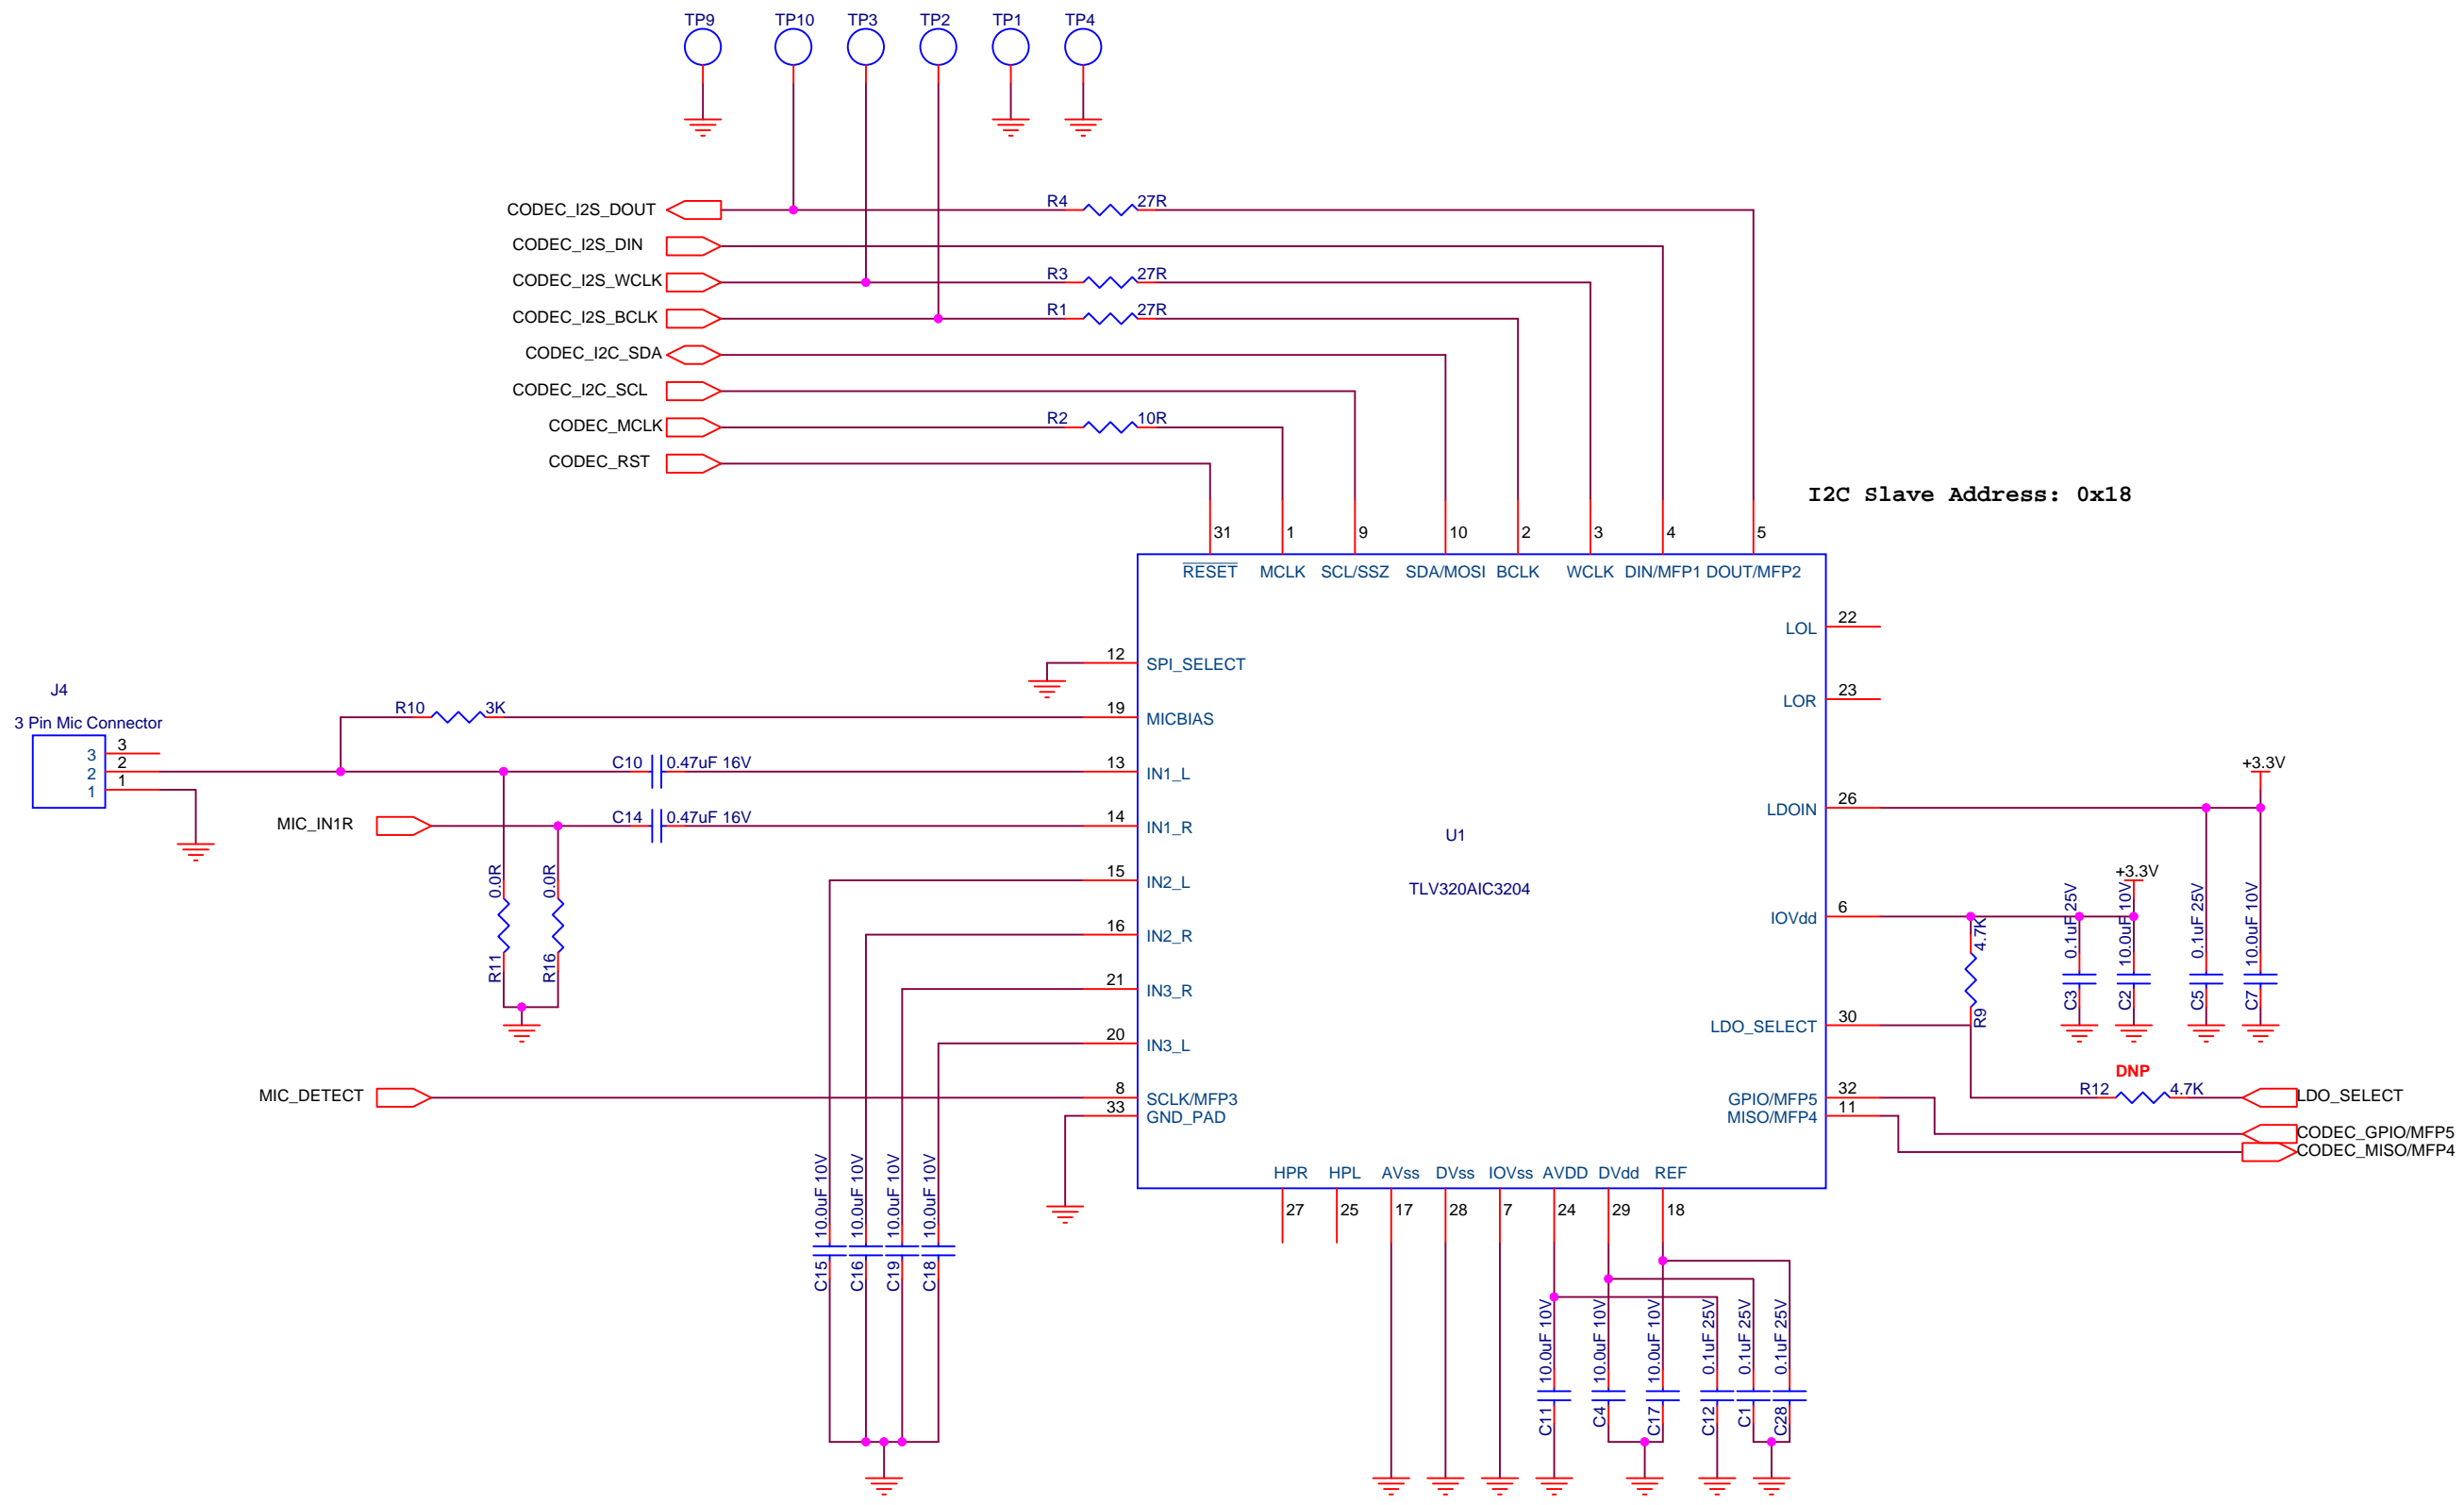 TP9 TP10 TP3 TP2 TP1 TP4
CODEC_I2S_DOUT R4 27R
CODEC_I2S_DIN
CODEC_I2S_WCLK R3 27R
CODEC_I2S_BCLK R1 27R
CODEC_I2C_SDA
CODEC_I2C_SCL
CODEC_MCLK R2 10R
CODEC_RST
I2C Slave Address: 0x18
31 1 9 10 2 3 4 5
RESET MCLK SCL/SSZ SDA/MOSI BCLK WCLK DIN/MFP1 DOUT/MFP2
LOL 22
12 SPI_SELECT
LOR 23
J4
3 Pin Mic Connector
R10 3K 19 MICBIAS
3 3
2 2
1 1
C10 0.47uF 16V 13 IN1_L
MIC_IN1R C14 0.47uF 16V 14 IN1_R
+3.3V
LDOIN 26
U1
TLV320AIC3204
15 IN2_L
16 IN2_R
21 IN3_R
20 IN3_L
0.0R R11
0.0R R16
+3.3V
IOVdd 6
4.7K R9
0.1uF 25V C3
10.0uF 10V C2
0.1uF 25V C5
10.0uF 10V C7
LDO_SELECT 30
DNP
R12 4.7K LDO_SELECT
MIC_DETECT 8 SCLK/MFP3
33 GND_PAD
GPIO/MFP5 32
MISO/MFP4 11
CODEC_GPIO/MFP5
CODEC_MISO/MFP4
HPR HPL AVss DVss IOVss AVDD DVdd REF
27 25 17 28 7 24 29 18
10.0uF 10V C15
10.0uF 10V C16
10.0uF 10V C19
10.0uF 10V C18
10.0uF 10V C11
10.0uF 10V C4
10.0uF 10V C17
0.1uF 25V C12
0.1uF 25V C1
0.1uF 25V C28